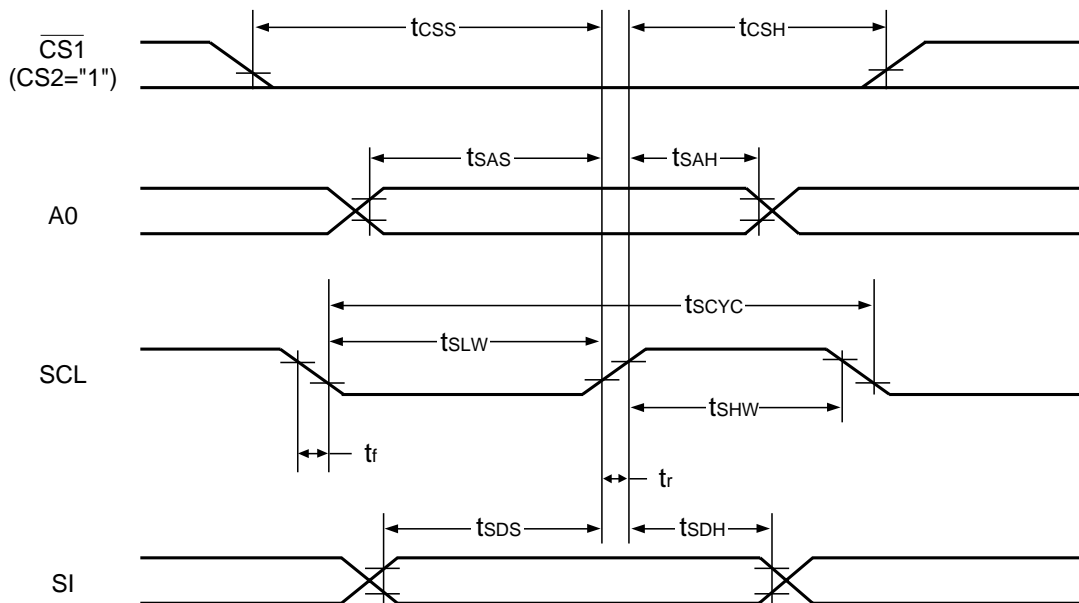 tCSS
tCSH
CS1
(CS2="1")
tSAS
tSAH
A0
tSCYC
tSLW
SCL
tSHW
tf
tr
tSDS
tSDH
SI